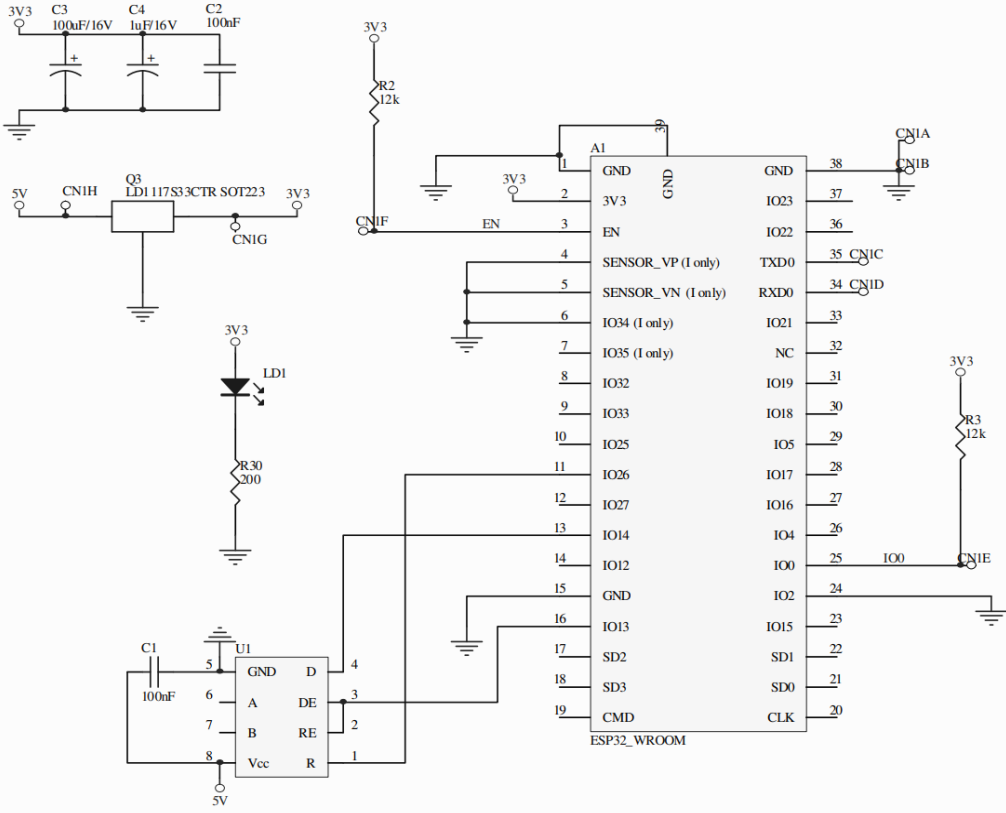 3V3
C3
100uF/16V
C4
1uF/16V
C2
100nF
3V3
R2
12k
5V
CN1H
Q3
LD1117S33CTR SOT223
3V3
CN1G
3V3
LD1
R30
200
CN1F
EN
3V3
39
A1
GND
1 GND
2 3V3
3 EN
4 SENSOR_VP (I only)
5 SENSOR_VN (I only)
6 IO34 (I only)
7 IO35 (I only)
8 IO32
9 IO33
10 IO25
11 IO26
12 IO27
13 IO14
14 IO12
15 GND
16 IO13
17 SD2
18 SD3
19 CMD
GND 38
IO23 37
IO22 36
TXD0 35
RXD0 34
IO21 33
NC 32
IO19 31
IO18 30
IO5 29
IO17 28
IO16 27
IO4 26
IO0 25
IO2 24
IO15 23
SD1 22
SD0 21
CLK 20
ESP32_WROOM
CN1A
CN1B
CN1C
CN1D
3V3
R3
12k
IO0
CN1E
C1
100nF
U1
5 GND D 4
6 A DE 3
7 B RE 2
8 Vcc R 1
5V